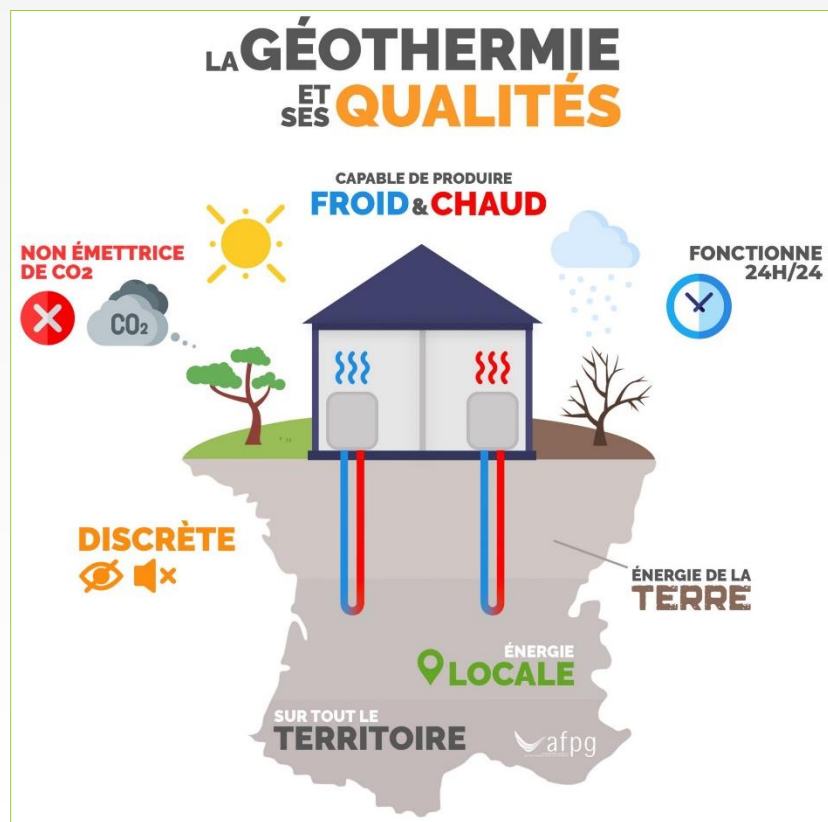 LA GÉOTHERMIE
ET SES QUALITÉS
CAPABLE DE PRODUIRE
FROID & CHAUD
NON ÉMETTRICE
DE CO2
CO₂
FONCTIONNE
24H/24
DISCRÈTE
ÉNERGIE DE LA
TERRE
ÉNERGIE
LOCALE
SUR TOUT LE
TERRITOIRE
afpg